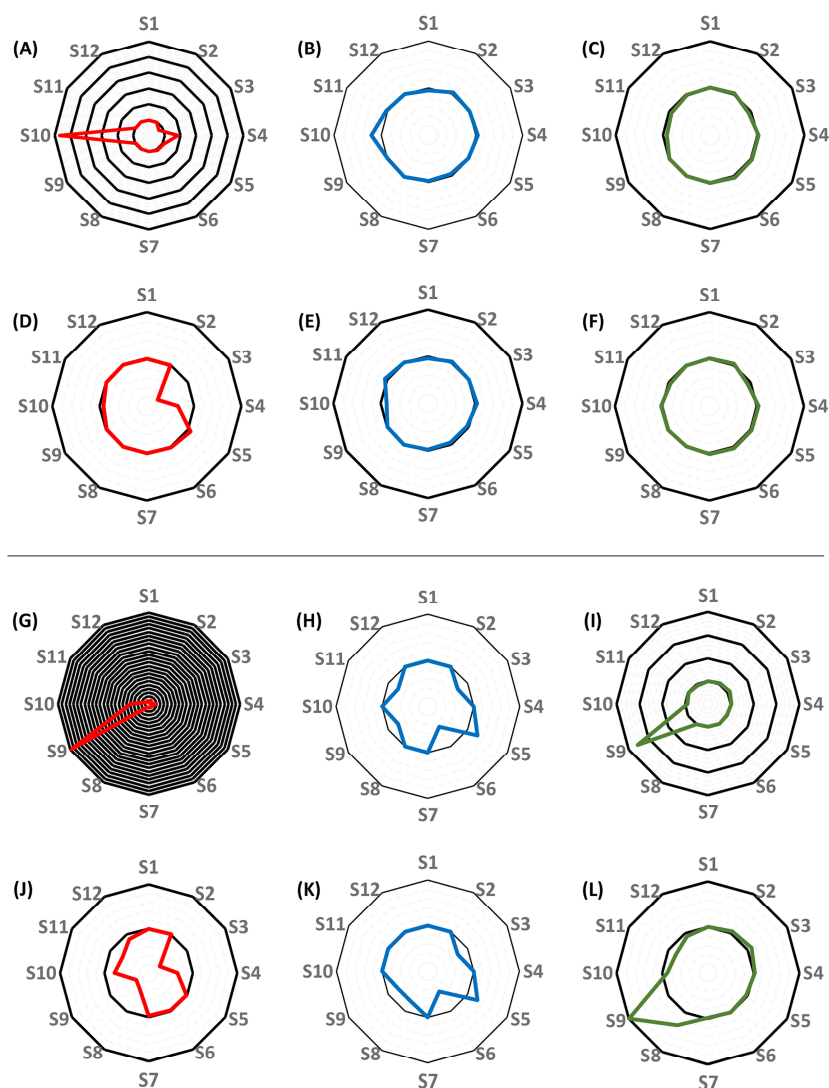 (A) S1 S2 S3 S4 S5 S6 S7 S8 S9 S10 S11 S12
(B) S1 S2 S3 S4 S5 S6 S7 S8 S9 S10 S11 S12
(C) S1 S2 S3 S4 S5 S6 S7 S8 S9 S10 S11 S12
(D) S1 S2 S3 S4 S5 S6 S7 S8 S9 S10 S11 S12
(E) S1 S2 S3 S4 S5 S6 S7 S8 S9 S10 S11 S12
(F) S1 S2 S3 S4 S5 S6 S7 S8 S9 S10 S11 S12
(G) S1 S2 S3 S4 S5 S6 S7 S8 S9 S10 S11 S12
(H) S1 S2 S3 S4 S5 S6 S7 S8 S9 S10 S11 S12
(I) S1 S2 S3 S4 S5 S6 S7 S8 S9 S10 S11 S12
(J) S1 S2 S3 S4 S5 S6 S7 S8 S9 S10 S11 S12
(K) S1 S2 S3 S4 S5 S6 S7 S8 S9 S10 S11 S12
(L) S1 S2 S3 S4 S5 S6 S7 S8 S9 S10 S11 S12